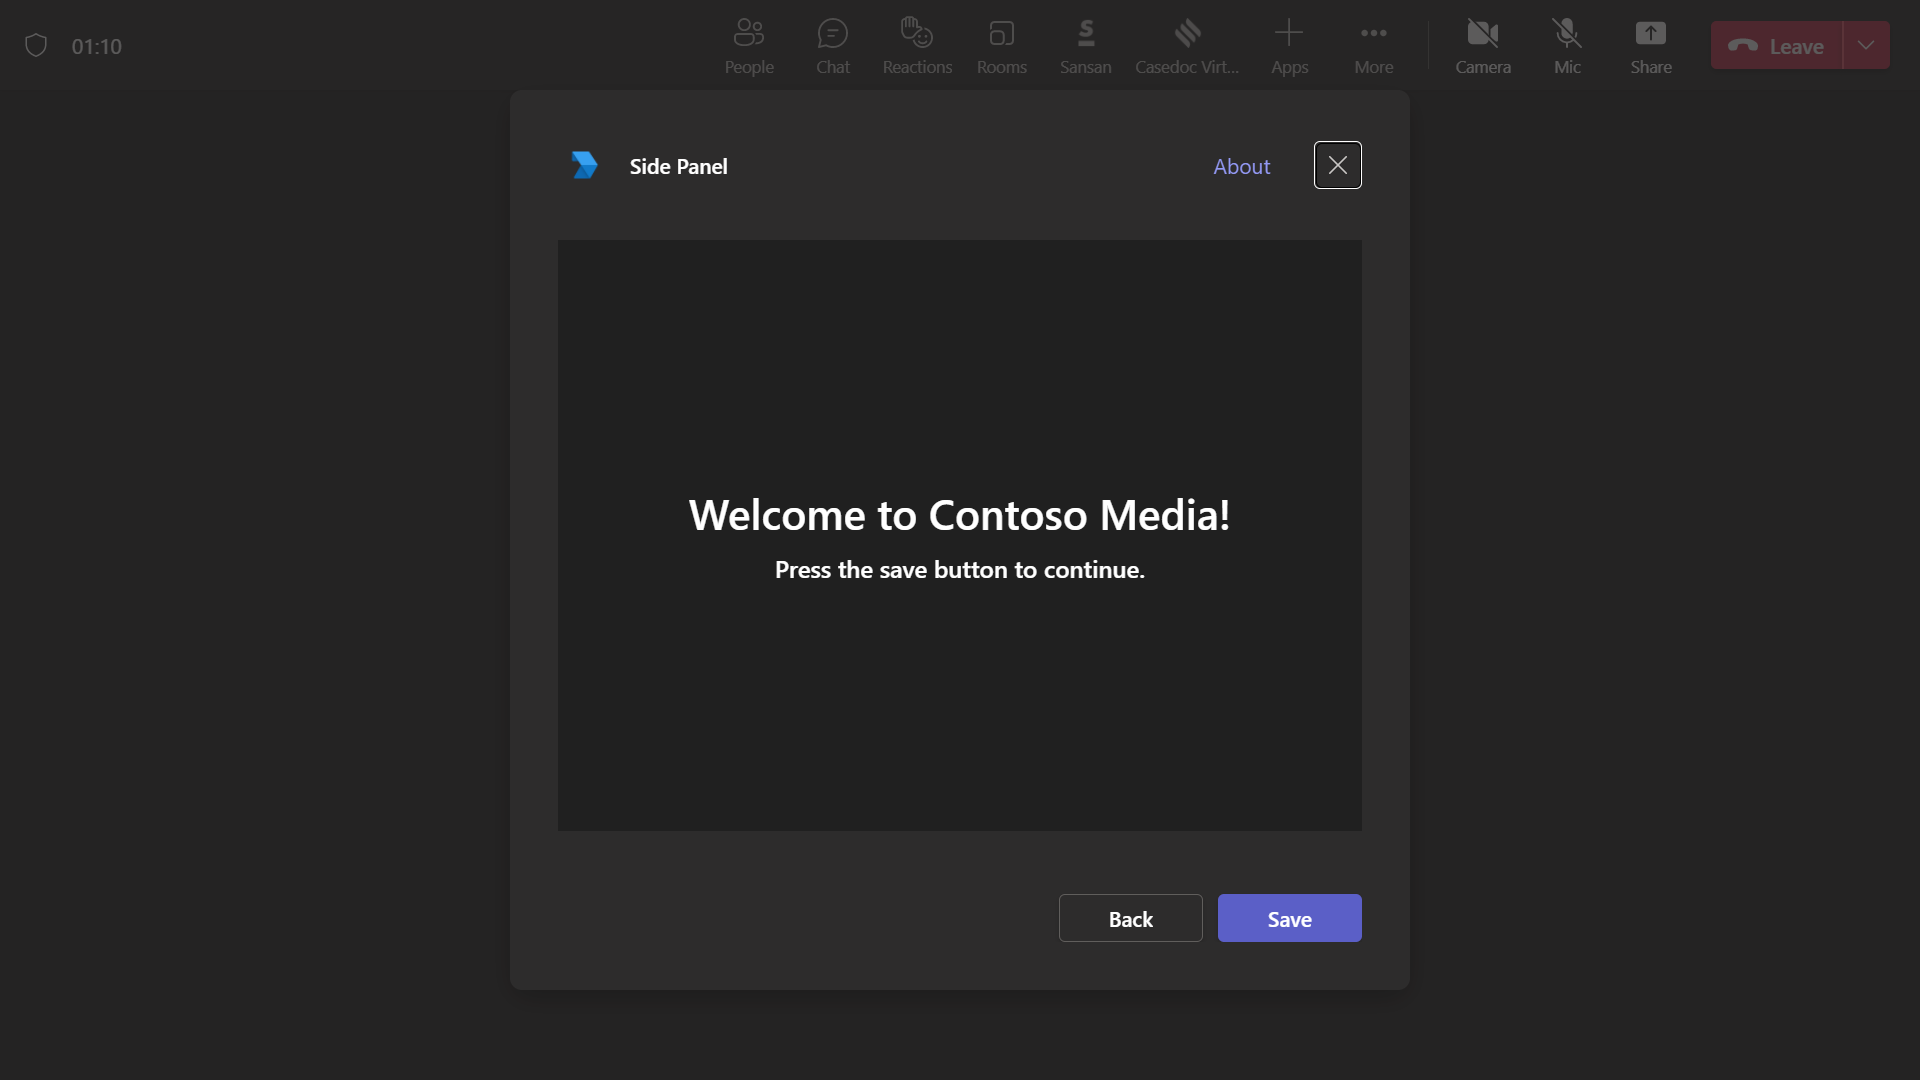 01:10
People
Chat
Reactions
Rooms
Sansan
Casedoc Virt...
Apps
More
Camera
Mic
Share
Leave
Side Panel
About
Welcome to Contoso Media!
Press the save button to continue.
Back
Save